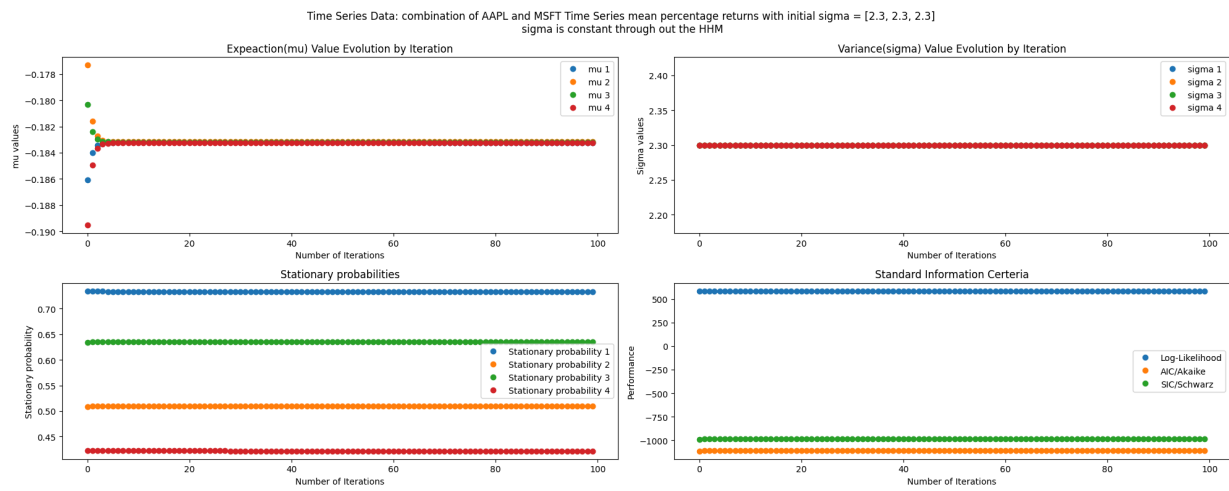 Time Series Data: combination of AAPL and MSFT Time Series mean percentage returns with initial sigma = [2.3, 2.3, 2.3]
sigma is constant through out the HHM
Expeaction(mu) Value Evolution by Iteration
mu values
−0.178
−0.180
−0.182
−0.184
−0.186
−0.188
−0.190
mu 1
mu 2
mu 3
mu 4
0 20 40 60 80 100
Number of Iterations
Variance(sigma) Value Evolution by Iteration
Sigma values
2.40
2.35
2.30
2.25
2.20
sigma 1
sigma 2
sigma 3
sigma 4
0 20 40 60 80 100
Number of Iterations
Stationary probabilities
Stationary probability
0.70
0.65
0.60
0.55
0.50
0.45
Stationary probability 1
Stationary probability 2
Stationary probability 3
Stationary probability 4
0 20 40 60 80 100
Number of Iterations
Standard Information Certeria
Performance
500
250
0
−250
−500
−750
−1000
Log-Likelihood
AIC/Akaike
SIC/Schwarz
0 20 40 60 80 100
Number of Iterations